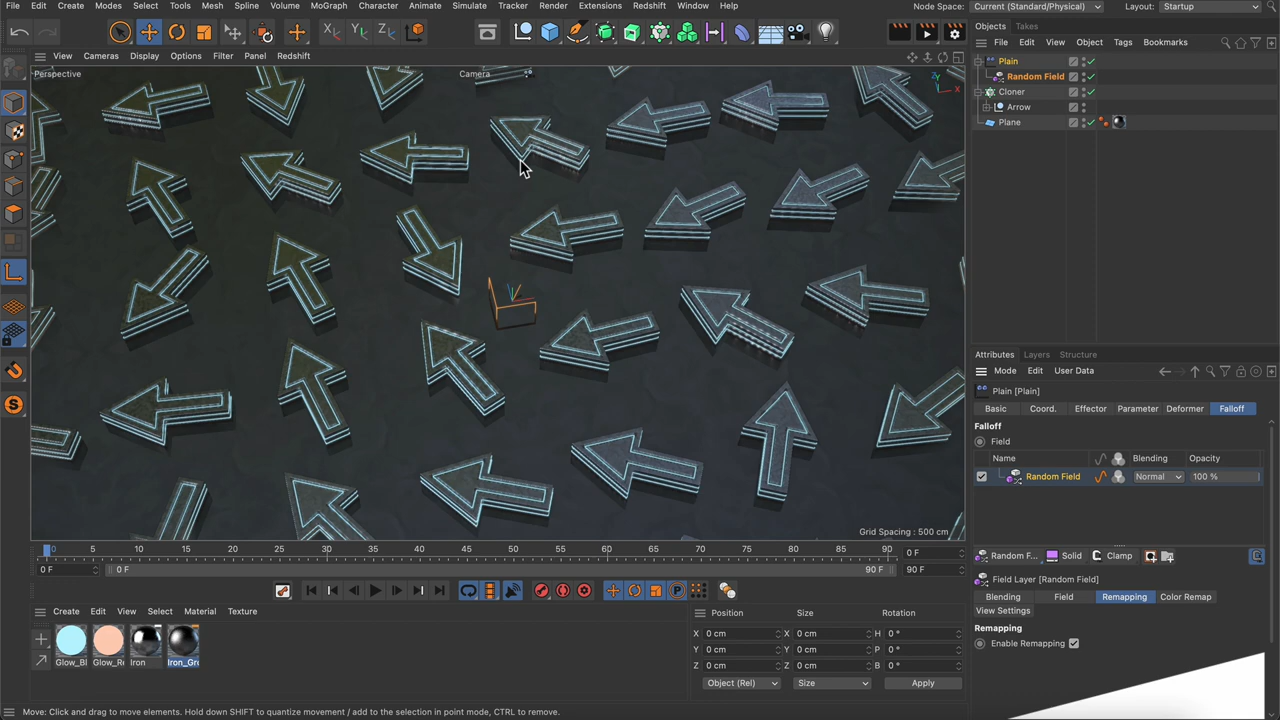 File Edit Create Modes Select Tools Mesh Spline Volume MoGraph Character Animate Simulate Tracker Render Extensions Redshift Window Help Node Space: Current (Standard/Physical) Layout: Startup
X Y Z
Objects Takes
File Edit View Object Tags Bookmarks
View Cameras Display Options Filter Panel Redshift
Perspective Camera
Y X
Plain
Random Field
Cloner
Arrow
Plane
Grid Spacing : 500 cm
Attributes Layers Structure
Mode Edit User Data
Plain [Plain]
Basic Coord. Effector Parameter Deformer Falloff
Falloff
Field
Name Blending Opacity
Random Field Normal 100 %
Random F... Solid Clamp
Field Layer [Random Field]
Blending Field Remapping Color Remap
View Settings
Remapping
Enable Remapping
0 5 10 15 20 25 30 35 40 45 50 55 60 65 70 75 80 85 90 0 F
0 F 0 F 90 F 90 F
P
Create Edit View Select Material Texture
Glow_Bl Glow_Re Iron Iron_Gro
Position Size Rotation
X 0 cm X 0 cm H 0 °
Y 0 cm Y 0 cm P 0 °
Z 0 cm Z 0 cm B 0 °
Object (Rel) Size Apply
Move: Click and drag to move elements. Hold down SHIFT to quantize movement / add to the selection in point mode, CTRL to remove.